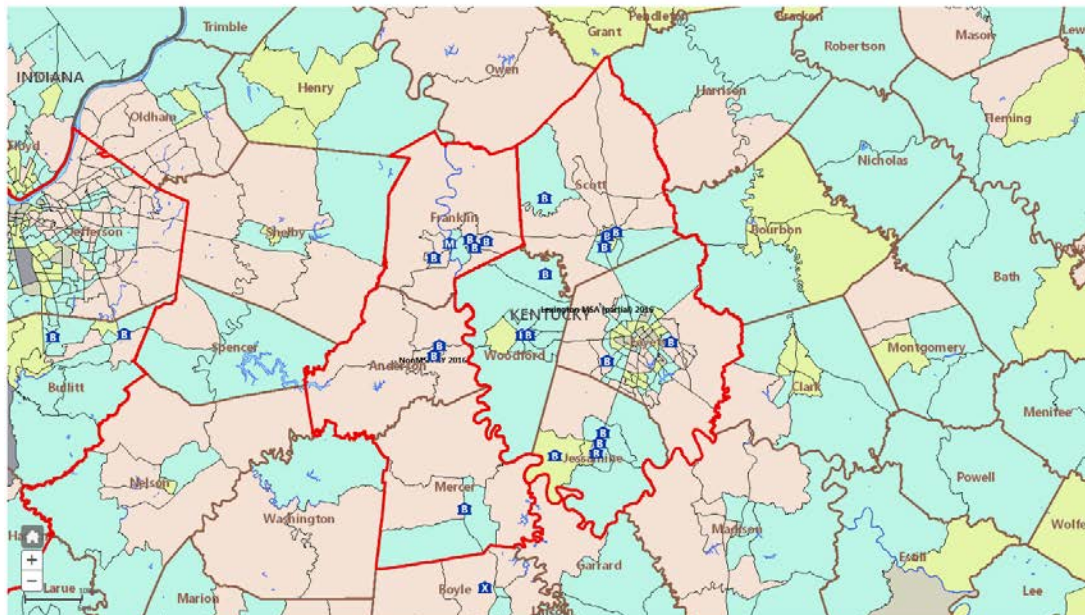 Trimble
Pendleton
Bracken
Grant
Mason
Robertson
INDIANA
Owen
Henry
Harrison
Oldham
Fleming
Floyd
Nicholas
Scott
Franklin
Jefferson
Shelby
Bourbon
M
B
B
B
B
B
B
B
B
B
Bath
B
Lexington MSA (partial) 2016
KENTUCKY
B
B
B
B
Spencer
Woodford
B
Montgomery
B
B
Anderson
Clark
Bullitt
Menifee
B
B
B
B
Jessamine
Powell
Nelson
Mercer
B
Washington
Madison
Wolfe
Estill
Garrard
Lee
Larue
Marion
Boyle
X
+
−